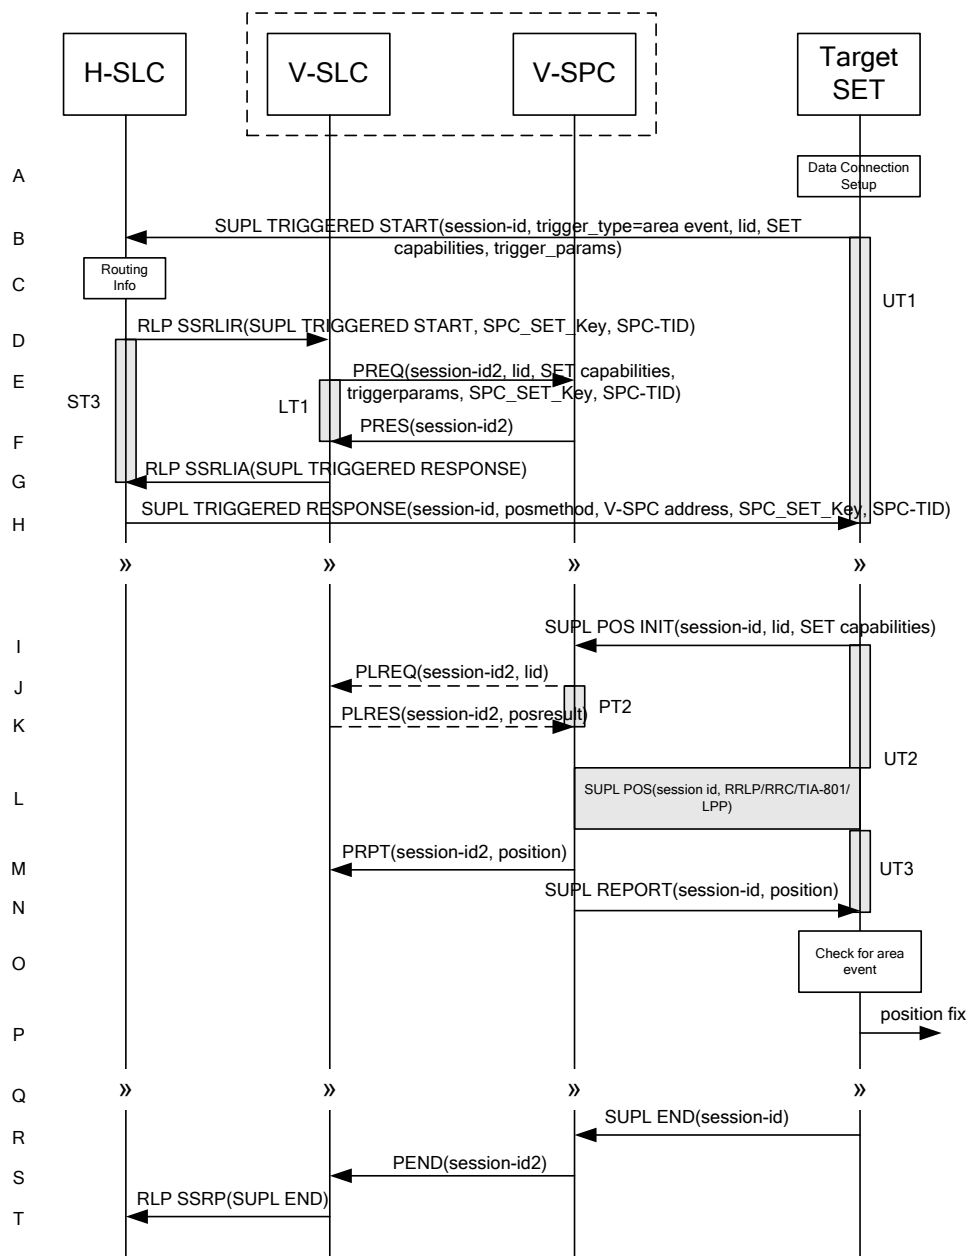 H-SLC
V-SLC
V-SPC
Target
SET
A
Data Connection
Setup
B
SUPL TRIGGERED START(session-id, trigger_type=area event, lid, SET
capabilities, trigger_params)
C
Routing
Info
UT1
D
RLP SSRLIR(SUPL TRIGGERED START, SPC_SET_Key, SPC-TID)
E
PREQ(session-id2, lid, SET capabilities,
triggerparams, SPC_SET_Key, SPC-TID)
ST3
LT1
F
PRES(session-id2)
G
RLP SSRLIA(SUPL TRIGGERED RESPONSE)
H
SUPL TRIGGERED RESPONSE(session-id, posmethod, V-SPC address, SPC_SET_Key, SPC-TID)
» » » »
I
SUPL POS INIT(session-id, lid, SET capabilities)
J
PLREQ(session-id2, lid)
PT2
K
PLRES(session-id2, posresult)
UT2
L
SUPL POS(session id, RRLP/RRC/TIA-801/
LPP)
M
PRPT(session-id2, position)
UT3
N
SUPL REPORT(session-id, position)
O
Check for area
event
P
position fix
Q
» » » »
R
SUPL END(session-id)
S
PEND(session-id2)
T
RLP SSRP(SUPL END)